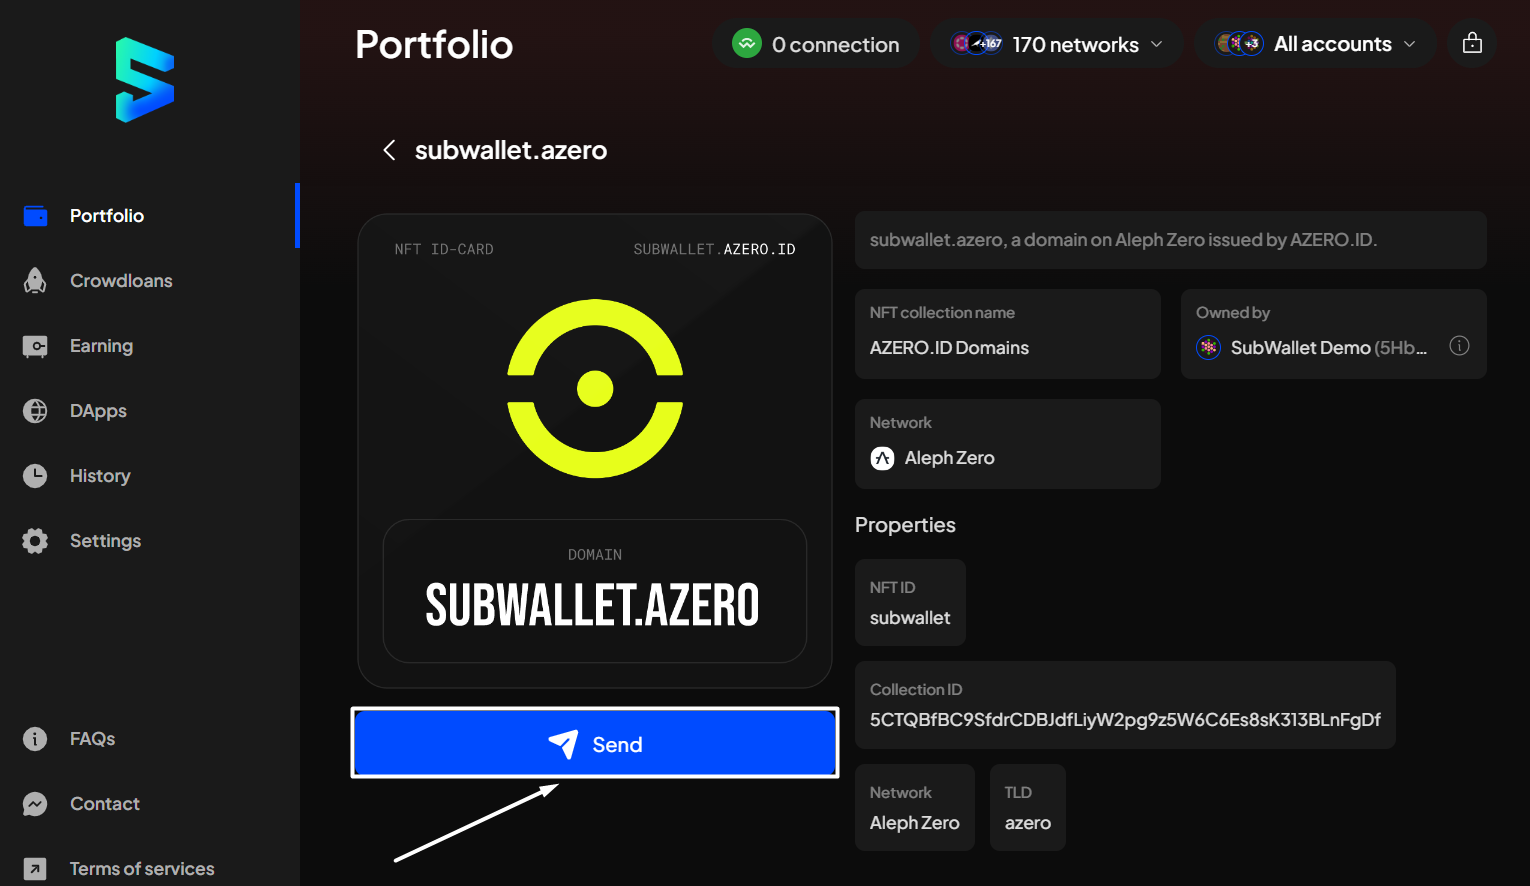 Portfolio
0 connection
+167
170 networks
+3
All accounts
subwallet.azero
Portfolio
Crowdloans
Earning
DApps
History
Settings
FAQs
Contact
Terms of services
NFT ID-CARD
SUBWALLET.AZERO.ID
DOMAIN
SUBWALLET.AZERO
Send
subwallet.azero, a domain on Aleph Zero issued by AZERO.ID.
NFT collection name
AZERO.ID Domains
Owned by
SubWallet Demo (5Hb...
Network
Aleph Zero
Properties
NFT ID
subwallet
Collection ID
5CTQBfBC9SfdrCDBJdfLiyW2pg9z5W6C6Es8sK313BLnFgDf
Network
Aleph Zero
TLD
azero